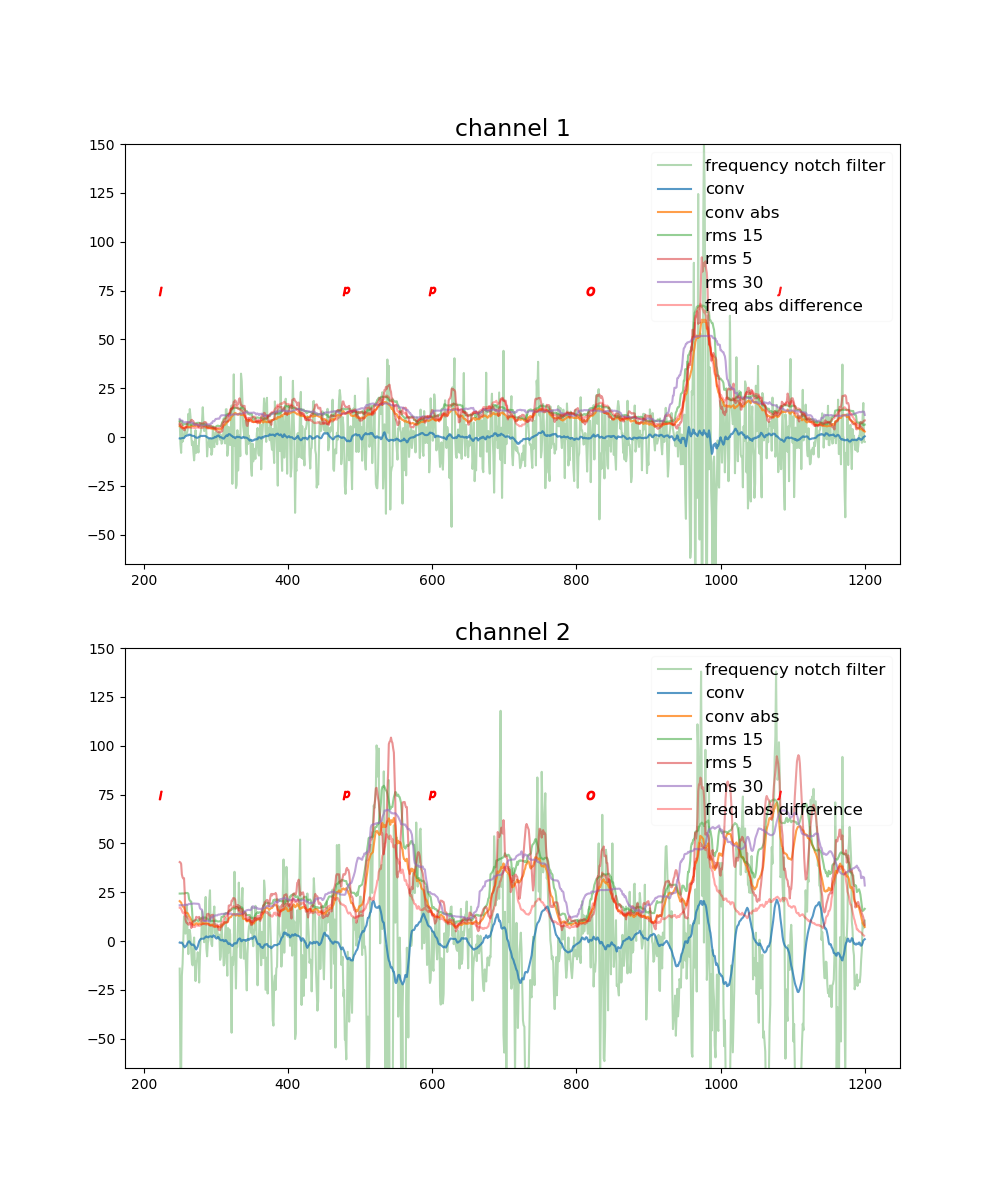 channel 1
150
125
100
75
50
25
0
−25
−50
frequency notch filter
conv
conv abs
rms 15
rms 5
rms 30
freq abs difference
I P P O J
200 400 600 800 1000 1200
channel 2
150
125
100
75
50
25
0
−25
−50
frequency notch filter
conv
conv abs
rms 15
rms 5
rms 30
freq abs difference
I P P O J
200 400 600 800 1000 1200